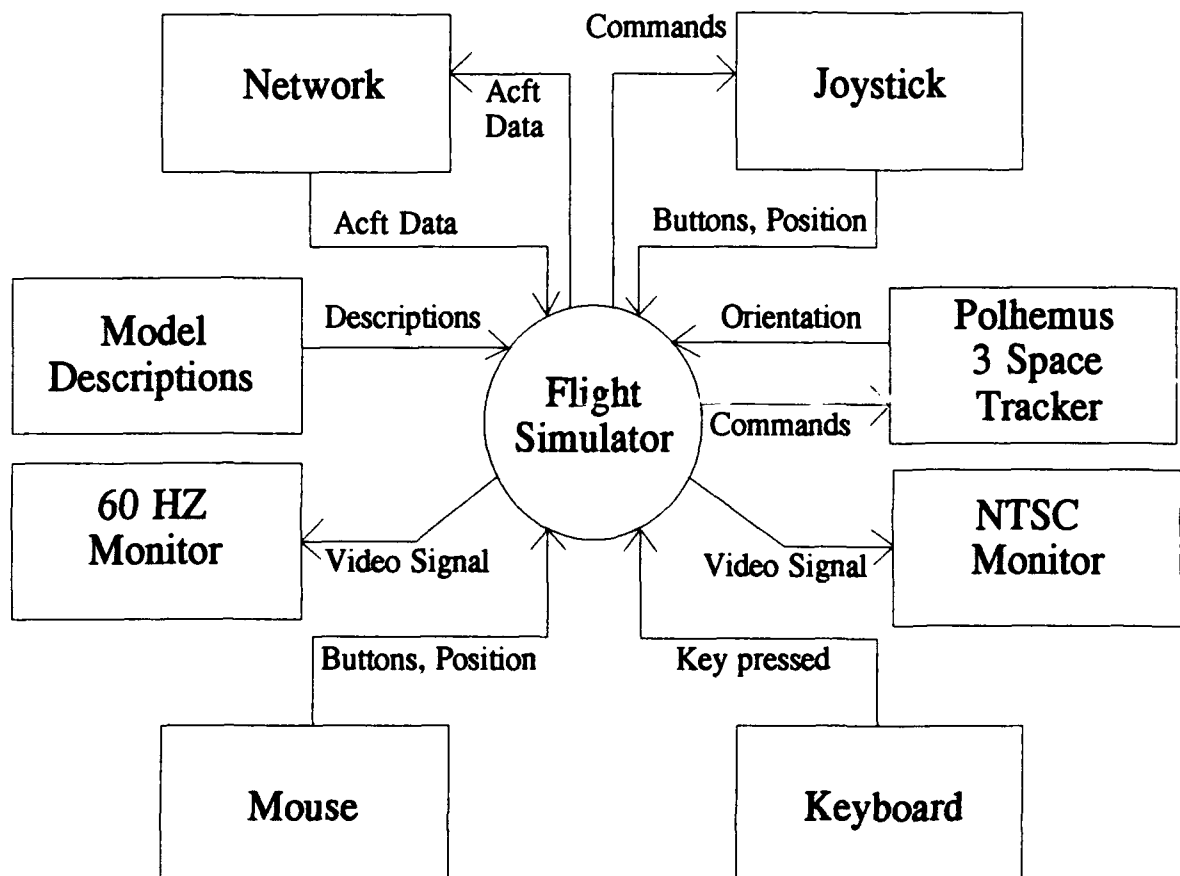 Commands
Network
Joystick
Acft
Data
Acft Data
Buttons, Position
Model
Descriptions
Descriptions
Orientation
Polhemus
3 Space
Tracker
Flight
Simulator
Commands
60 HZ
Monitor
Video Signal
NTSC
Monitor
Video Signal
Buttons, Position
Key pressed
Mouse
Keyboard